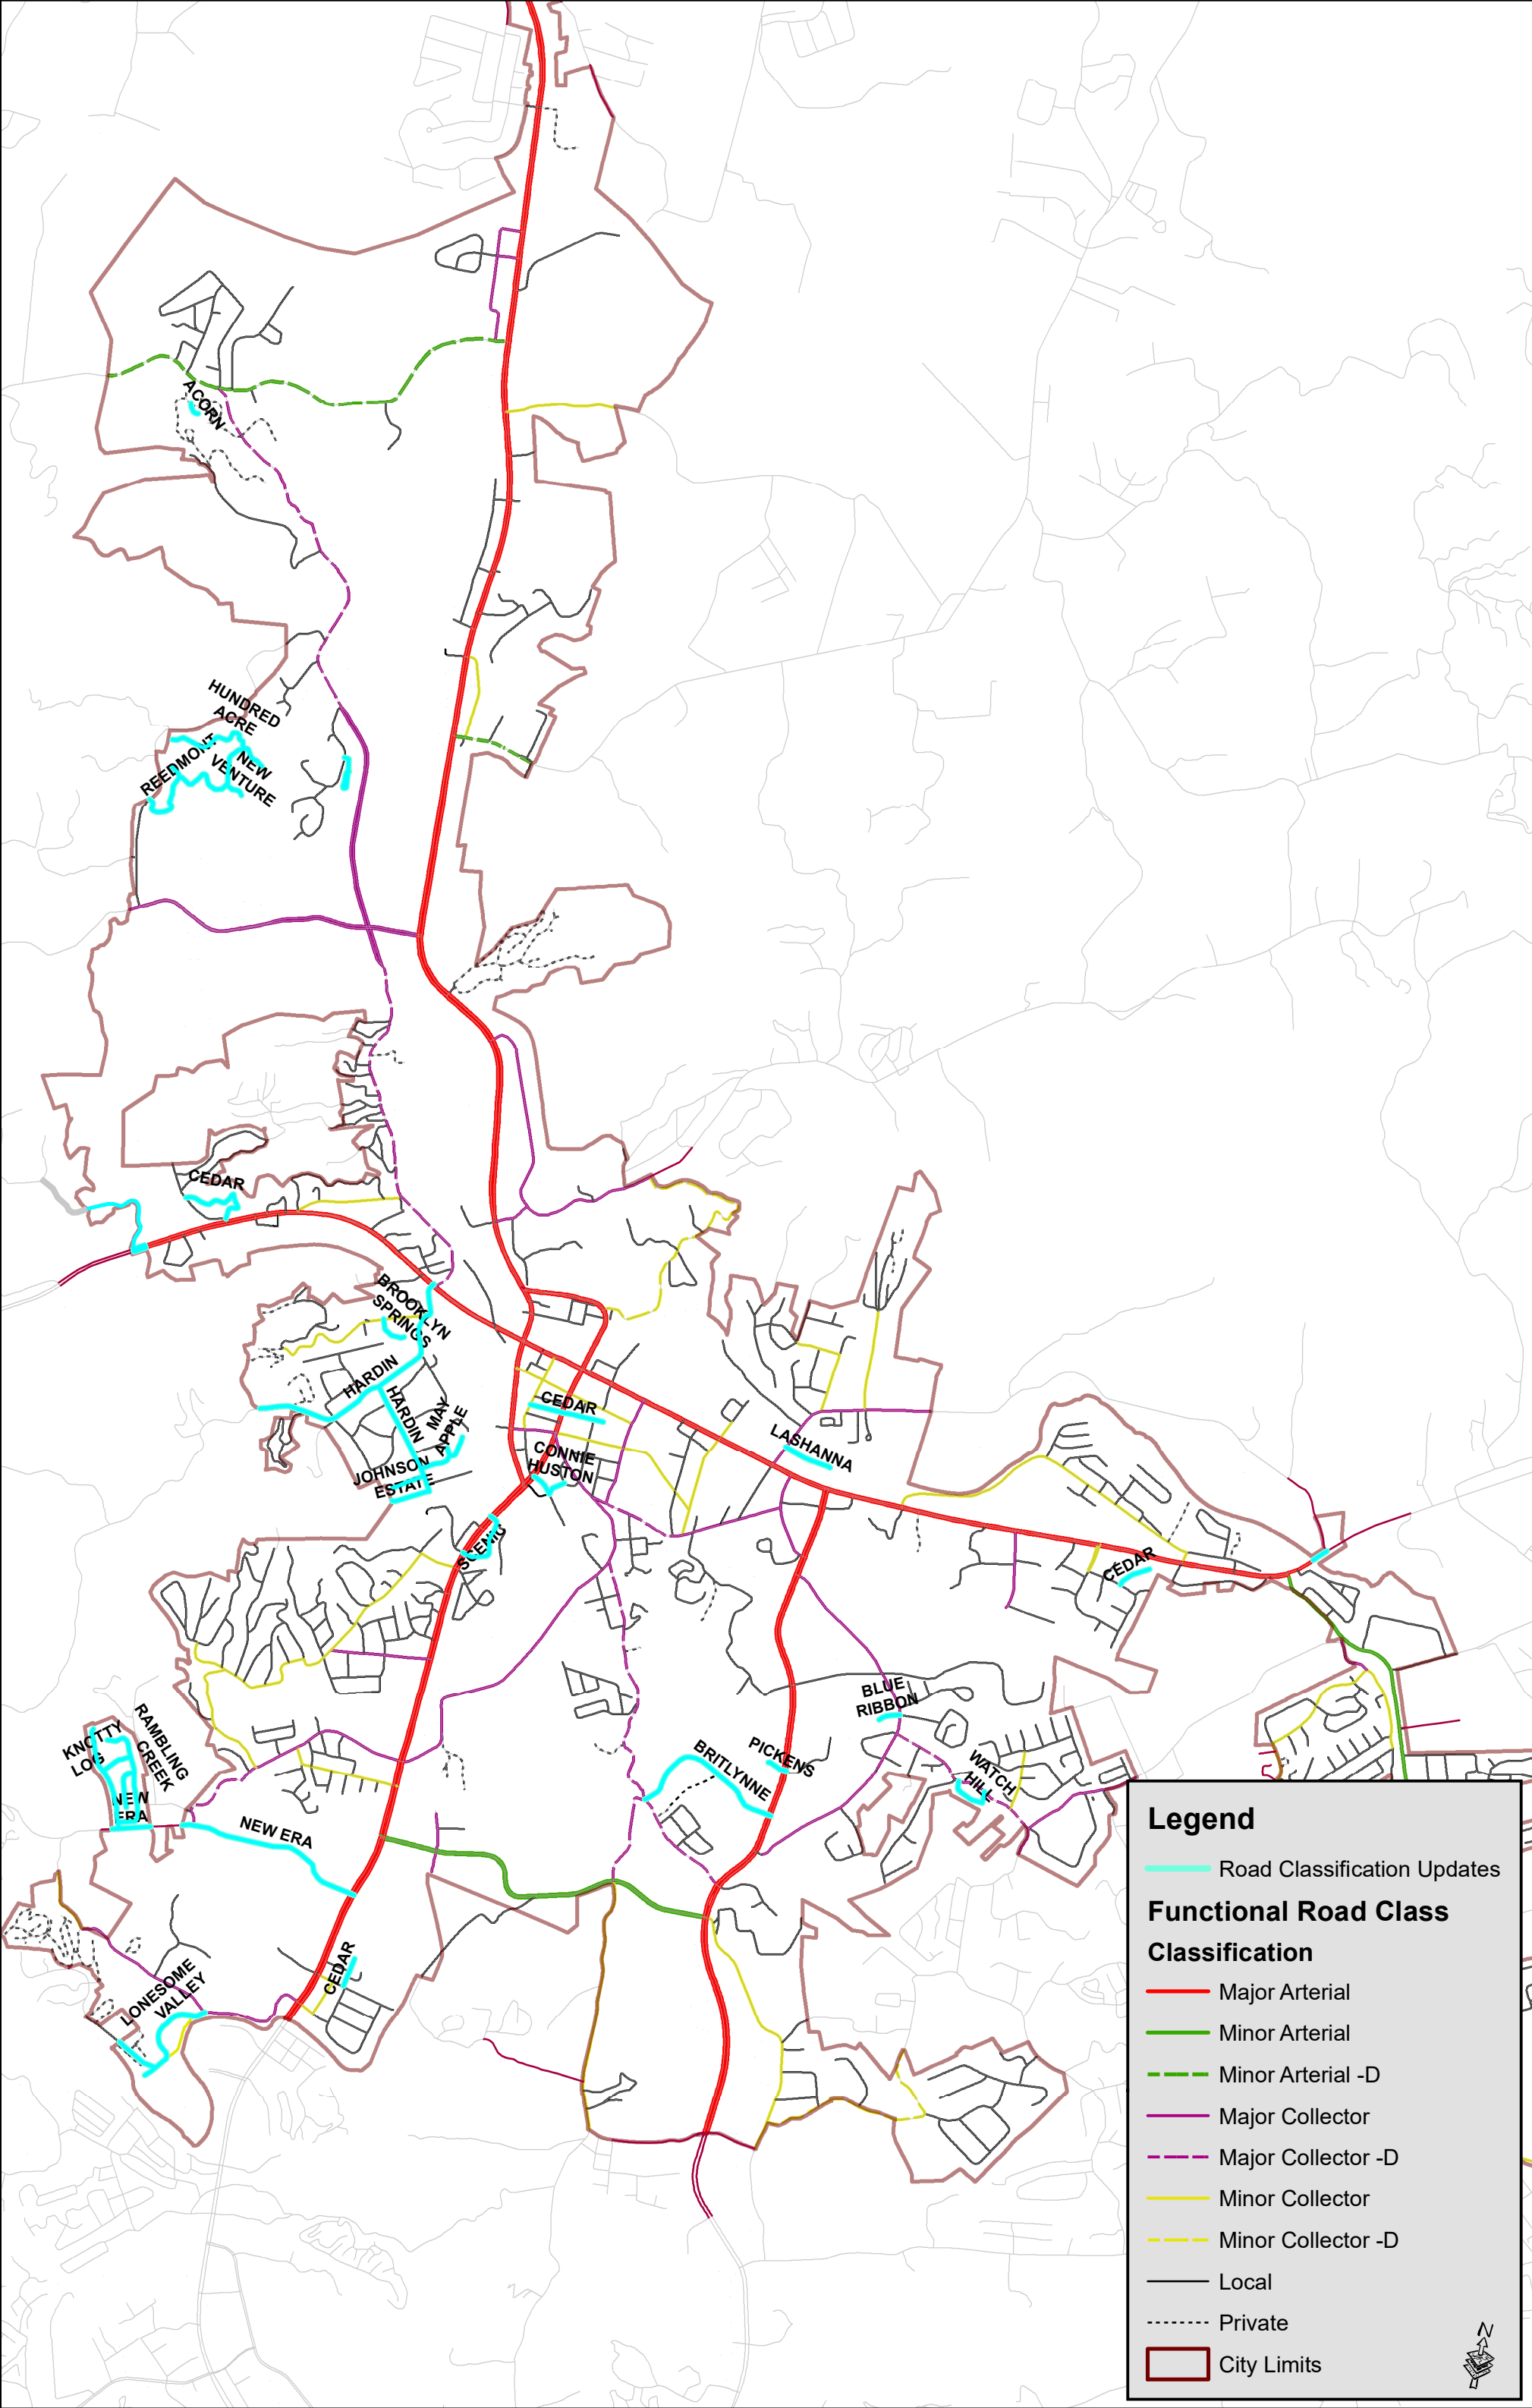 ACORN
HUNDRED
ACRE
REEDMONT
NEW
VENTURE
CEDAR
BROOKLYN
SPRINGS
HARDIN
HARDIN
MAY
APPLE
JOHNSON
ESTATE
CEDAR
CONNIE
HUSTON
LASHANNA
SCENIC
CEDAR
BLUE
RIBBON
KNOTTY
LOG
RAMBLING
CREEK
NEW
ERA
NEW ERA
BRITLYNNE
PICKENS
WATCH
HILL
CEDAR
LONESOME
VALLEY
Legend
Road Classification Updates
Functional Road Class
Classification
Major Arterial
Minor Arterial
Minor Arterial -D
Major Collector
Major Collector -D
Minor Collector
Minor Collector -D
Local
Private
City Limits
N